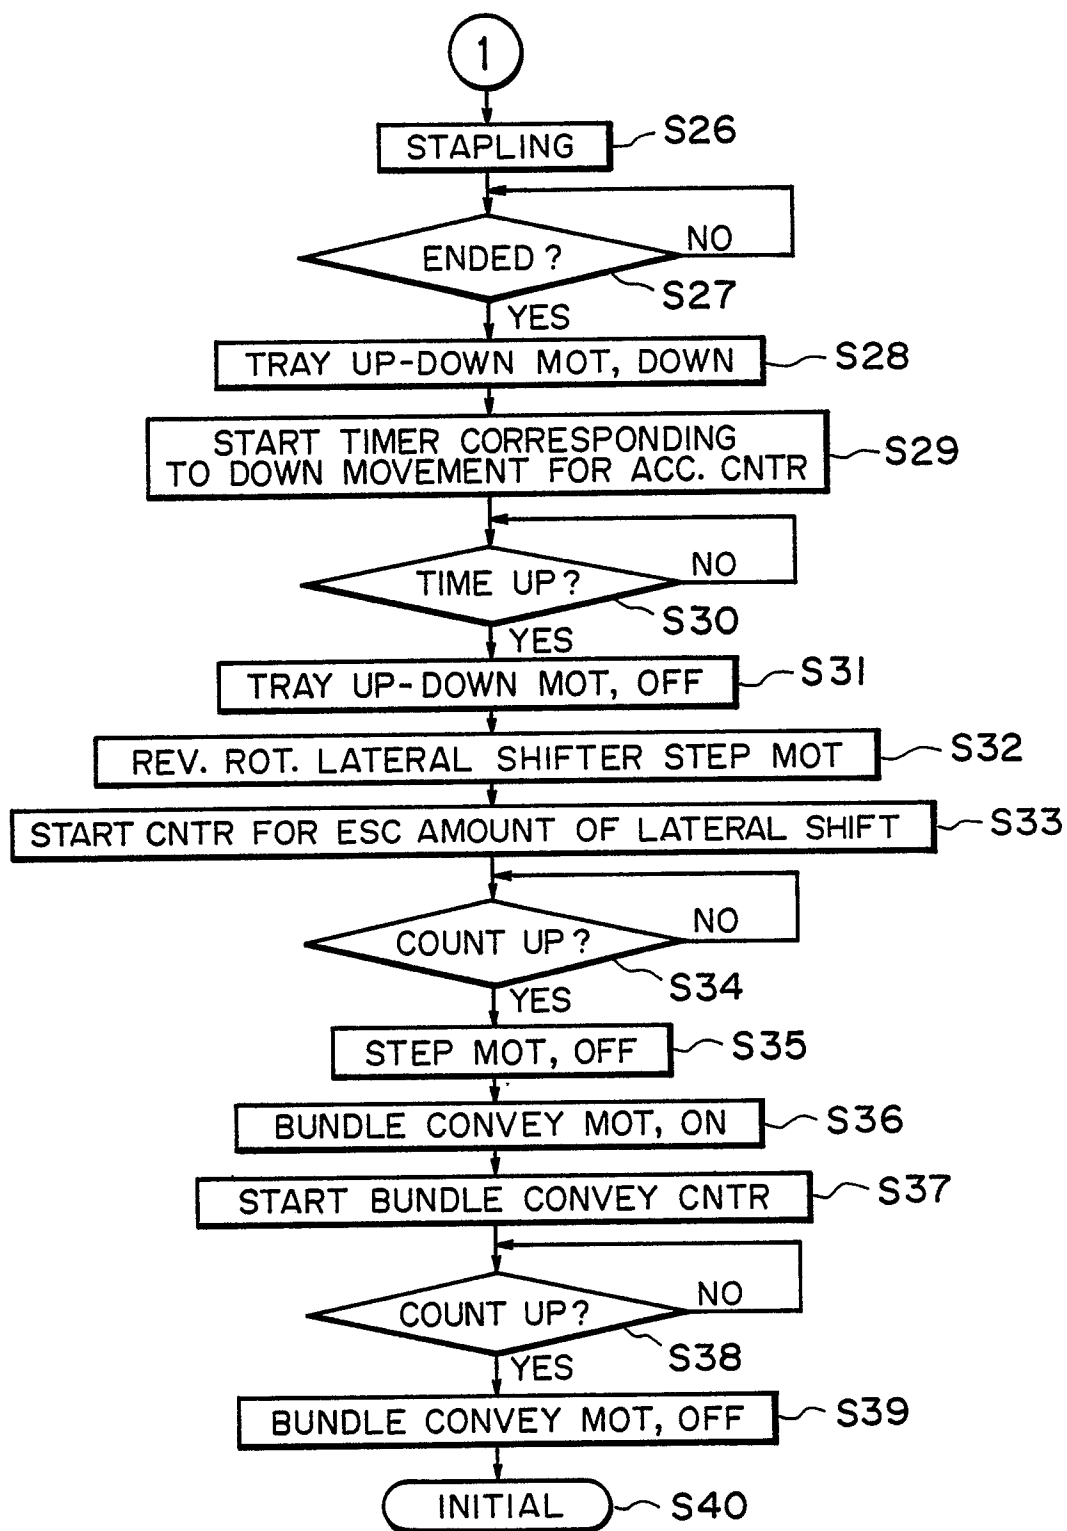 1
STAPLING
S26
ENDED?
NO
S27
YES
TRAY UP-DOWN MOT, DOWN
S28
START TIMER CORRESPONDING
TO DOWN MOVEMENT FOR ACC. CNTR
S29
TIME UP?
NO
S30
YES
TRAY UP-DOWN MOT, OFF
S31
REV. ROT. LATERAL SHIFTER STEP MOT
S32
START CNTR FOR ESC AMOUNT OF LATERAL SHIFT
S33
COUNT UP?
NO
S34
YES
STEP MOT, OFF
S35
BUNDLE CONVEY MOT, ON
S36
START BUNDLE CONVEY CNTR
S37
COUNT UP?
NO
S38
YES
BUNDLE CONVEY MOT, OFF
S39
INITIAL
S40